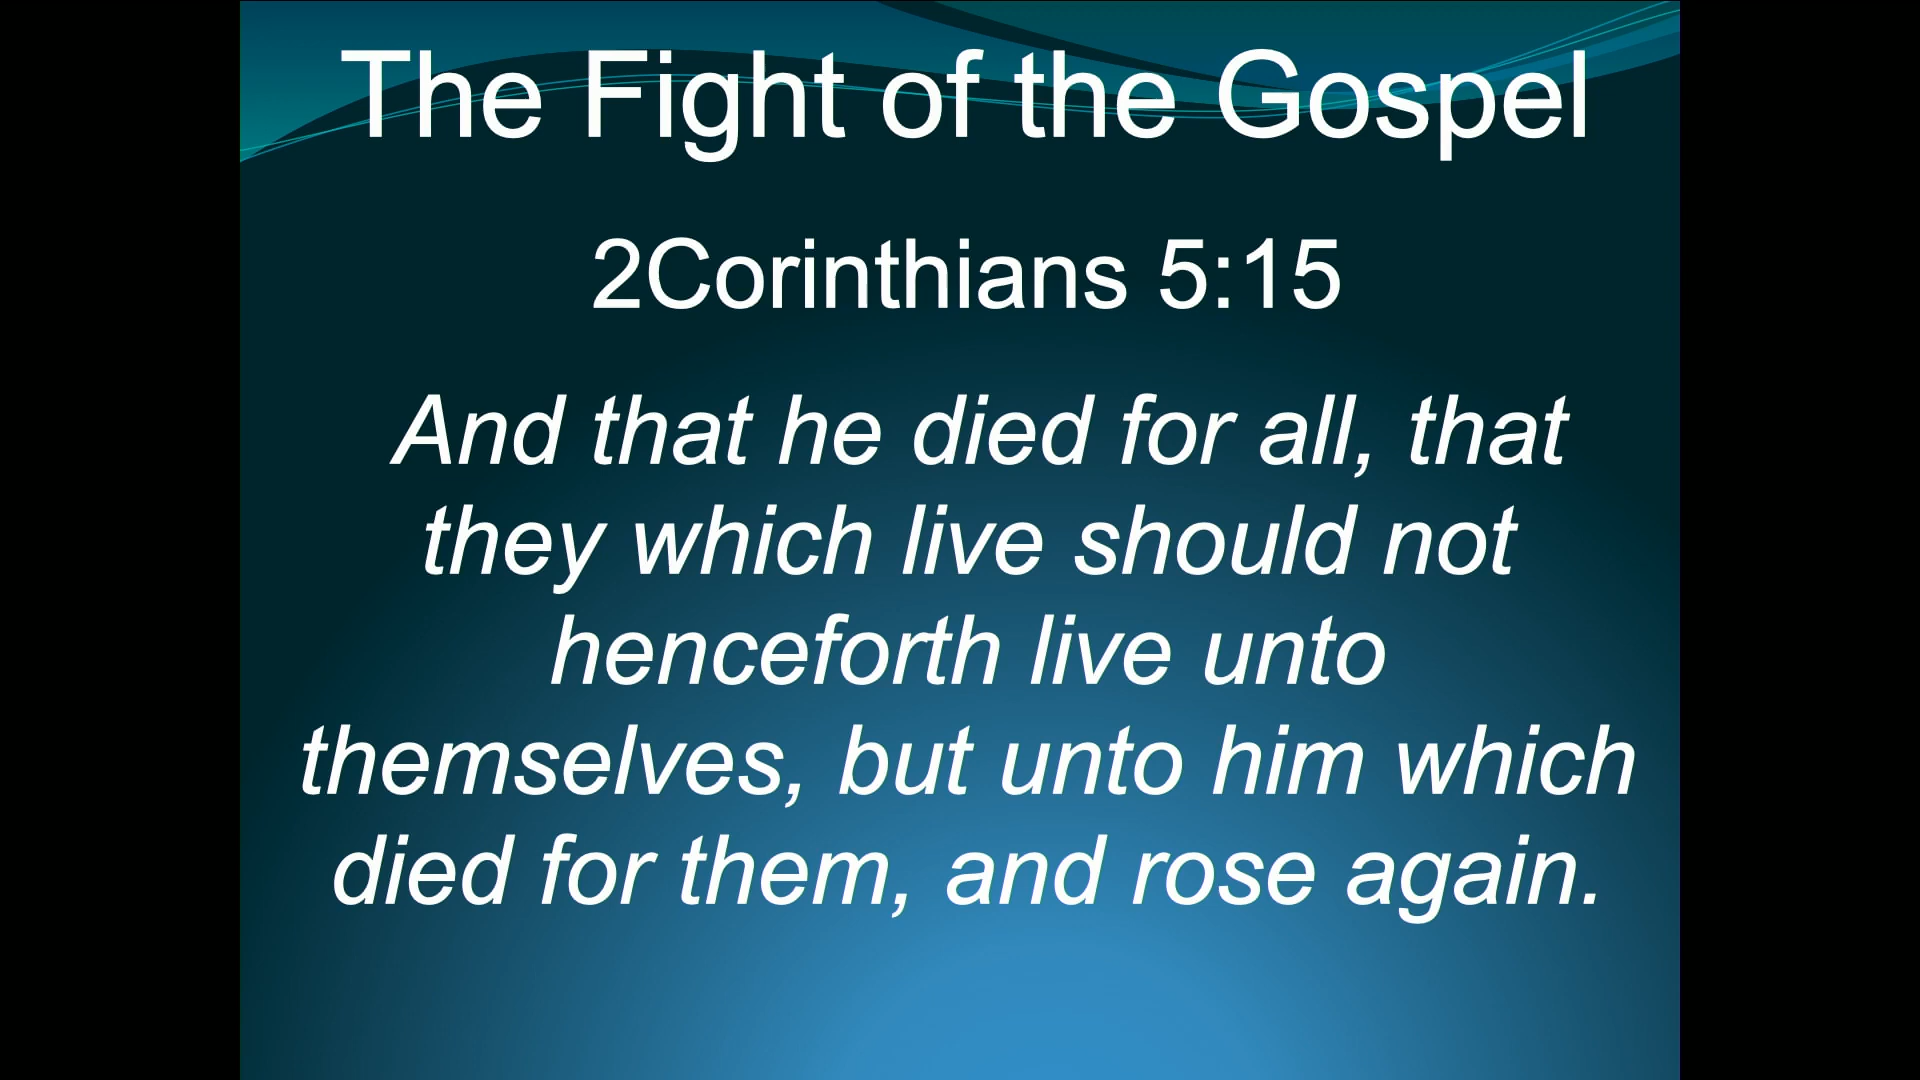 The Fight of the Gospel
2Corinthians 5:15
And that he died for all, that
they which live should not
henceforth live unto
themselves, but unto him which
died for them, and rose again.